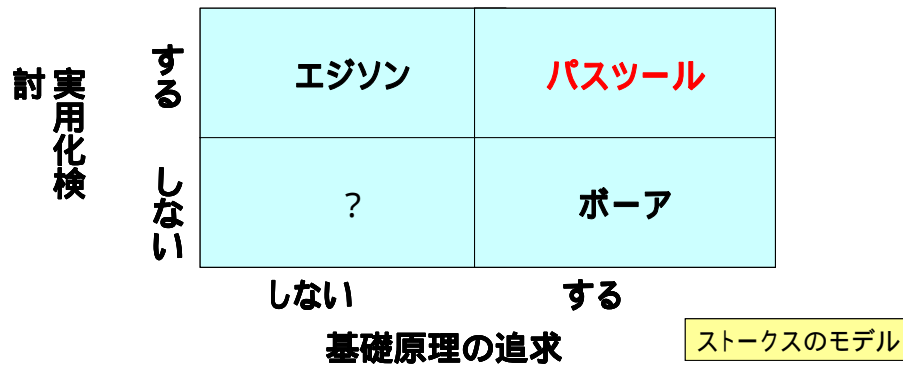 実用化検
討
する
しない
エジソン
パスツール
?
ボーア
しない
する
基礎原理の追求
ストークスのモデル